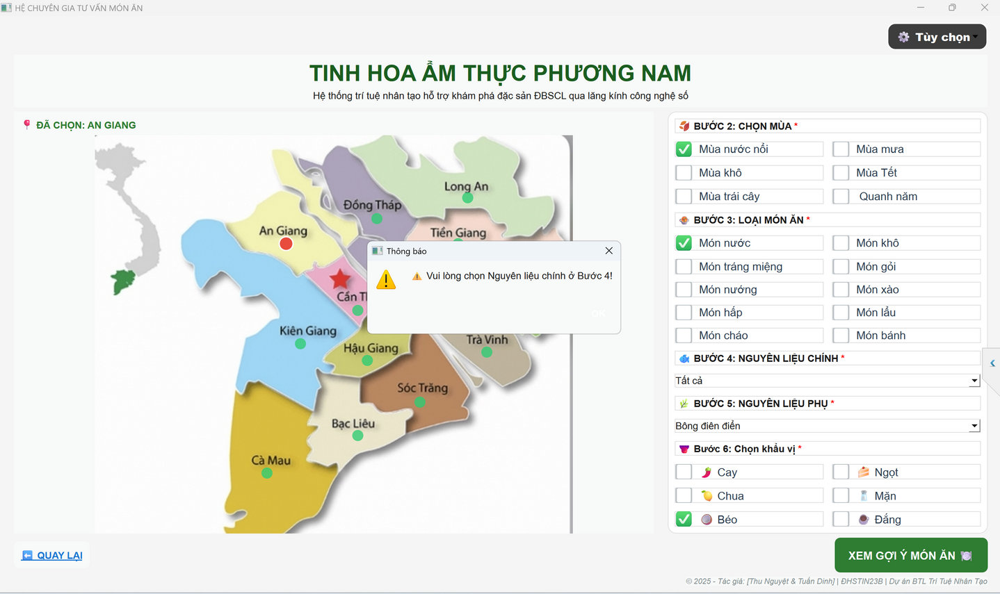 HỆ CHUYÊN GIA TƯ VẤN MÓN ĂN
Tùy chọn
TINH HOA ẨM THỰC PHƯƠNG NAM
Hệ thống trí tuệ nhân tạo hỗ trợ khám phá đặc sản ĐBSCL qua lăng kính công nghệ số
ĐÃ CHỌN: AN GIANG
Long An
Đồng Tháp
An Giang
Tiền Giang
Cần
Kiên Giang
Hậu Giang
Trà Vinh
Sóc Trăng
Bạc Liêu
Cà Mau
Thông báo
Vui lòng chọn Nguyên liệu chính ở Bước 4!
OK
BƯỚC 2: CHỌN MÙA *
Mùa nước nổi
Mùa mưa
Mùa khô
Mùa Tết
Mùa trái cây
Quanh năm
BƯỚC 3: LOẠI MÓN ĂN *
Món nước
Món khô
Món tráng miệng
Món gỏi
Món nướng
Món xào
Món hấp
Món lẩu
Món cháo
Món bánh
BƯỚC 4: NGUYÊN LIỆU CHÍNH *
Tất cả
BƯỚC 5: NGUYÊN LIỆU PHỤ *
Bông điên điển
Bước 6: Chọn khẩu vị *
Cay
Ngọt
Chua
Mặn
Béo
Đắng
QUAY LẠI
XEM GỢI Ý MÓN ĂN
© 2025 - Tác giả: [Thu Nguyệt & Tuấn Dinh] | ĐHSTIN23B | Dự án BTL Trí Tuệ Nhân Tạo